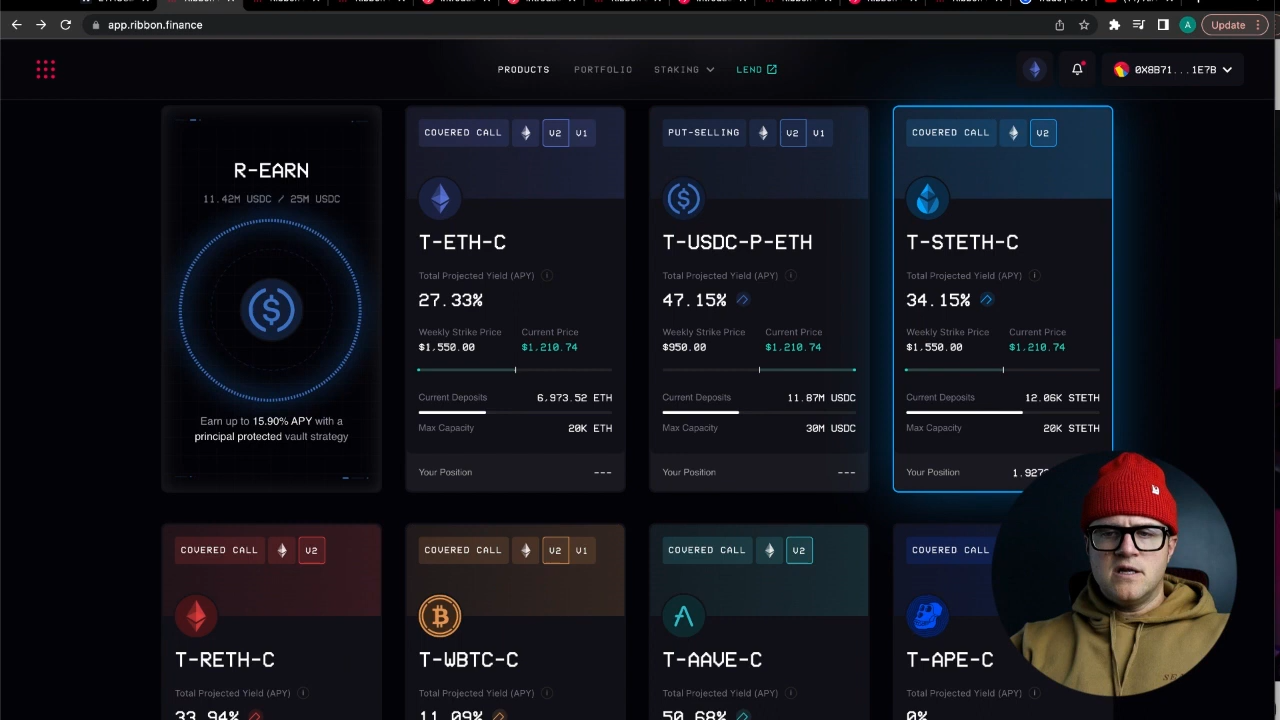 app.ribbon.finance
A
Update
PRODUCTS
PORTFOLIO
STAKING
LEND
0X8B71...1E7B
R-EARN
11.42M USDC / 25M USDC
Earn up to 15.90% APY with a
principal protected vault strategy
COVERED CALL V2 V1
T-ETH-C
Total Projected Yield (APY)
27.33%
Weekly Strike Price Current Price
$1,550.00 $1,210.74
Current Deposits 6,973.52 ETH
Max Capacity 20K ETH
Your Position ---
PUT-SELLING V2 V1
T-USDC-P-ETH
Total Projected Yield (APY)
47.15%
Weekly Strike Price Current Price
$950.00 $1,210.74
Current Deposits 11.87M USDC
Max Capacity 30M USDC
Your Position ---
COVERED CALL V2
T-STETH-C
Total Projected Yield (APY)
34.15%
Weekly Strike Price Current Price
$1,550.00 $1,210.74
Current Deposits 12.06K STETH
Max Capacity 20K STETH
Your Position
COVERED CALL V2
T-RETH-C
Total Projected Yield (APY)
33.94%
COVERED CALL V2 V1
T-WBTC-C
Total Projected Yield (APY)
11.09%
COVERED CALL V2
T-AAVE-C
Total Projected Yield (APY)
50.68%
COVERED CALL
T-APE-C
Total Projected Yield (APY)
0%